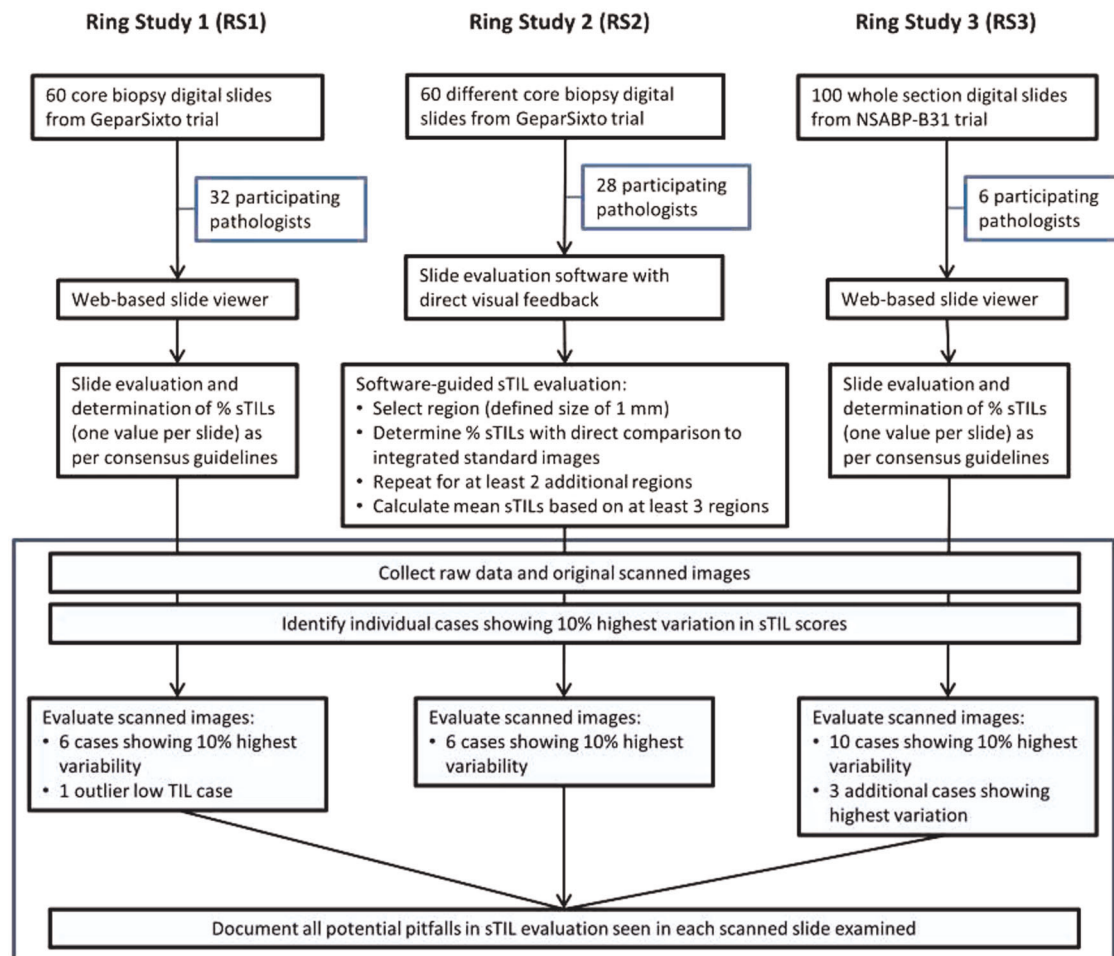 Ring Study 1 (RS1)
Ring Study 2 (RS2)
Ring Study 3 (RS3)
60 core biopsy digital slides
from GeparSixto trial
60 different core biopsy digital
slides from GeparSixto trial
100 whole section digital slides
from NSABP-B31 trial
32 participating
pathologists
28 participating
pathologists
6 participating
pathologists
Web-based slide viewer
Slide evaluation software with
direct visual feedback
Web-based slide viewer
Slide evaluation and
determination of % sTILs
(one value per slide) as
per consensus guidelines
Software-guided sTIL evaluation:
• Select region (defined size of 1 mm)
• Determine % sTILs with direct comparison to
integrated standard images
• Repeat for at least 2 additional regions
• Calculate mean sTILs based on at least 3 regions
Slide evaluation and
determination of % sTILs
(one value per slide) as
per consensus guidelines
Collect raw data and original scanned images
Identify individual cases showing 10% highest variation in sTIL scores
Evaluate scanned images:
• 6 cases showing 10% highest
variability
• 1 outlier low TIL case
Evaluate scanned images:
• 6 cases showing 10% highest
variability
Evaluate scanned images:
• 10 cases showing 10% highest
variability
• 3 additional cases showing
highest variation
Document all potential pitfalls in sTIL evaluation seen in each scanned slide examined